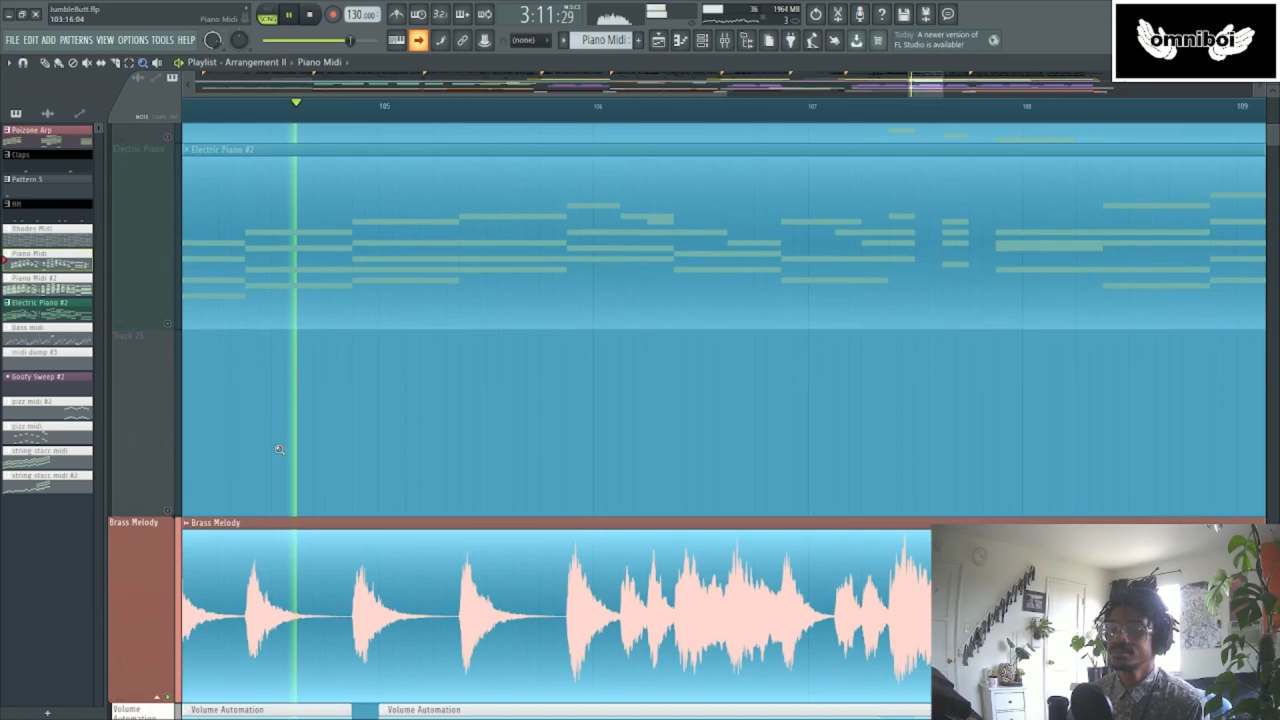 JumbleButt.flp
103:16:04
Piano Midi
SONG
130.000
3:11:29
M:S:CS
36
1964 MB
3
FILE EDIT ADD PATTERNS VIEW OPTIONS TOOLS HELP
(none)
Piano Midi
Today A newer version of
FL Studio is available!
omniboi
Playlist - Arrangement II › Piano Midi ›
NOTE
105
106
107
108
109
Poizone Arp
Claps
Pattern 5
HH
Rhodes Midi
Piano Midi
Piano Midi #2
Electric Piano #2
Bass midi
midi dump #3
Goofy Sweep #2
pizz midi #2
pizz midi
string stacc midi
string stacc midi #2
Electric Piano
Electric Piano #2
Track 25
Brass Melody
Brass Melody
Volume
Automation
Volume Automation
Volume Automation